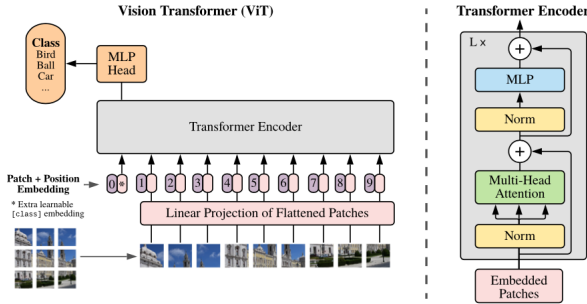 Vision Transformer (ViT)
Class
Bird
Ball
Car
...
MLP
Head
Transformer Encoder
Patch + Position
Embedding
0 * 1 2 3 4 5 6 7 8 9
* Extra learnable
[class] embedding
Linear Projection of Flattened Patches
Transformer Encoder
L x
+
MLP
Norm
+
Multi-Head
Attention
Norm
Embedded
Patches